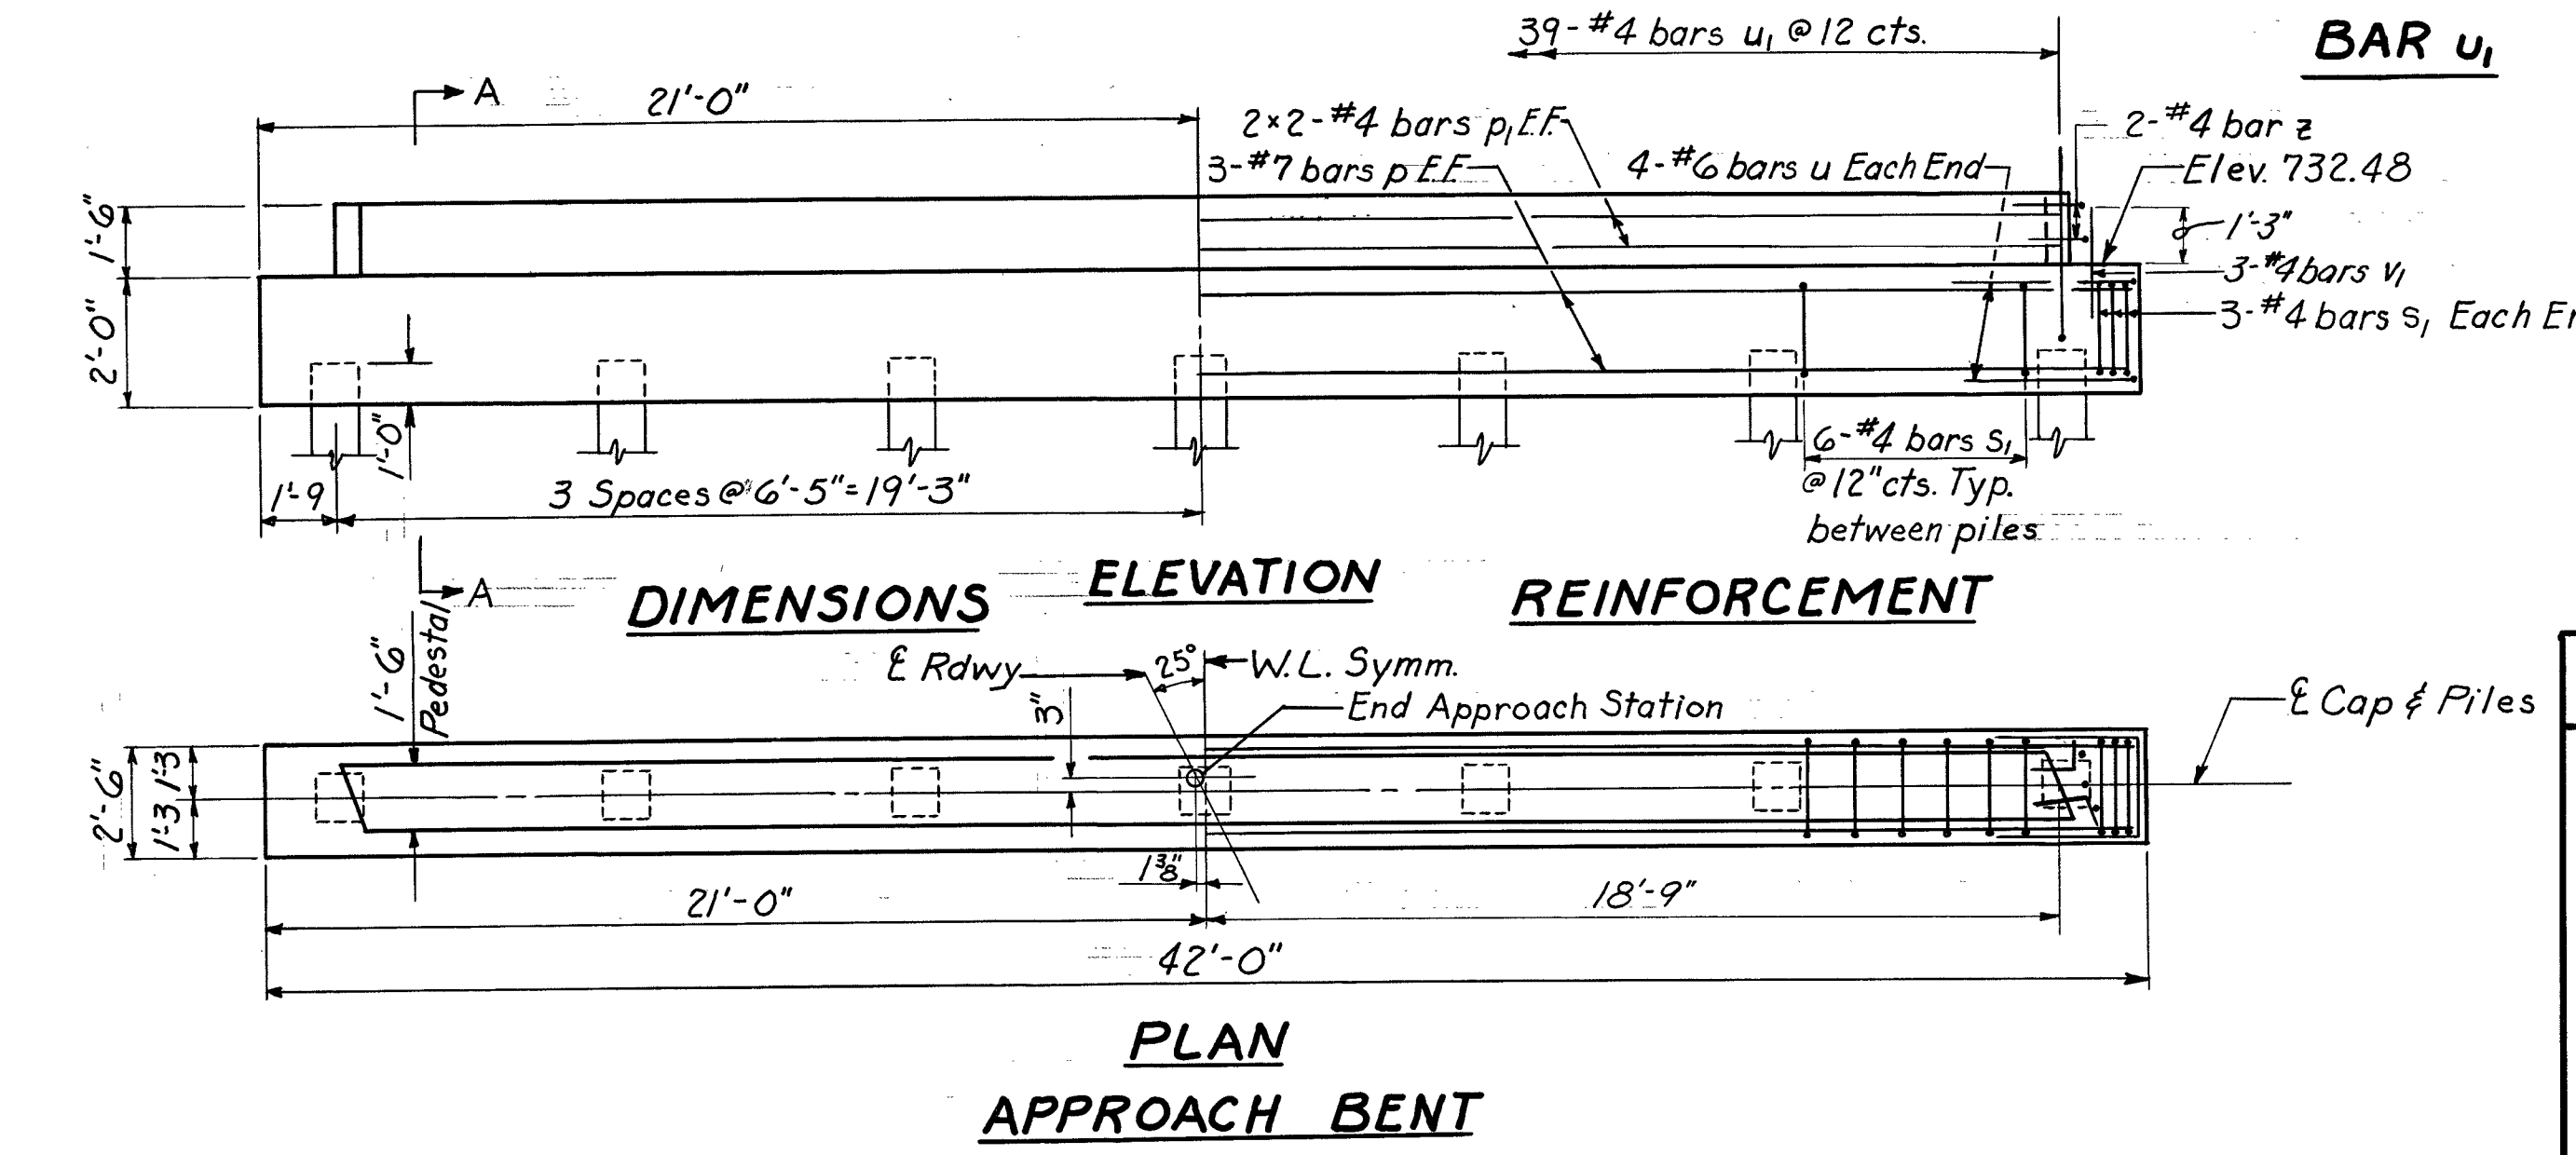 39-#4 bars u₁ @ 12 cts.
BAR u₁
A
21'-0"
2×2-#4 bars p₁ E.F.
2-#4 bar z
3-#7 bars p E.F.
4-#6 bars u Each End
Elev. 732.48
1'-6"
1'-3"
3-#4 bars v₁
2'-0"
3-#4 bars s₁ Each
1'-0"
6-#4 bars s₁
@ 12" cts. Typ.
between piles
1'-9
3 Spaces @ 6'-5" = 19'-3"
A
DIMENSIONS
ELEVATION
REINFORCEMENT
1'-6"
Pedestal
℄ Rdwy
25°
W.L. Symm.
3"
End Approach Station
℄ Cap & Piles
2'-6"
1'-3
1'-3
1⅜"
21'-0"
18'-9"
42'-0"
PLAN
APPROACH BENT